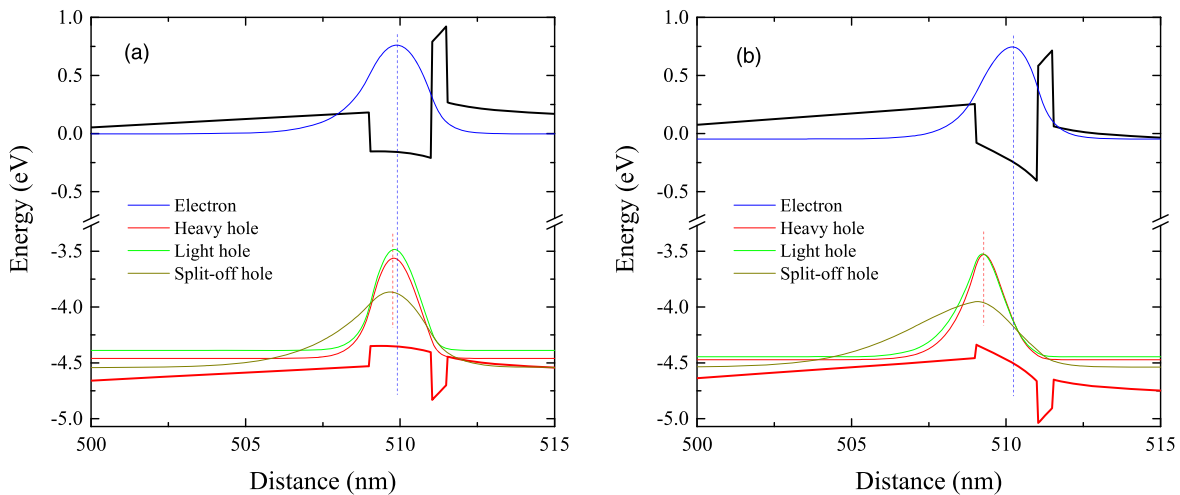 (a)
1.0
0.5
0.0
-0.5
-3.5
-4.0
-4.5
-5.0
Energy (eV)
Electron
Heavy hole
Light hole
Split-off hole
500
505
510
515
Distance (nm)
(b)
1.0
0.5
0.0
-0.5
-3.5
-4.0
-4.5
-5.0
Energy (eV)
Electron
Heavy hole
Light hole
Split-off hole
500
505
510
515
Distance (nm)